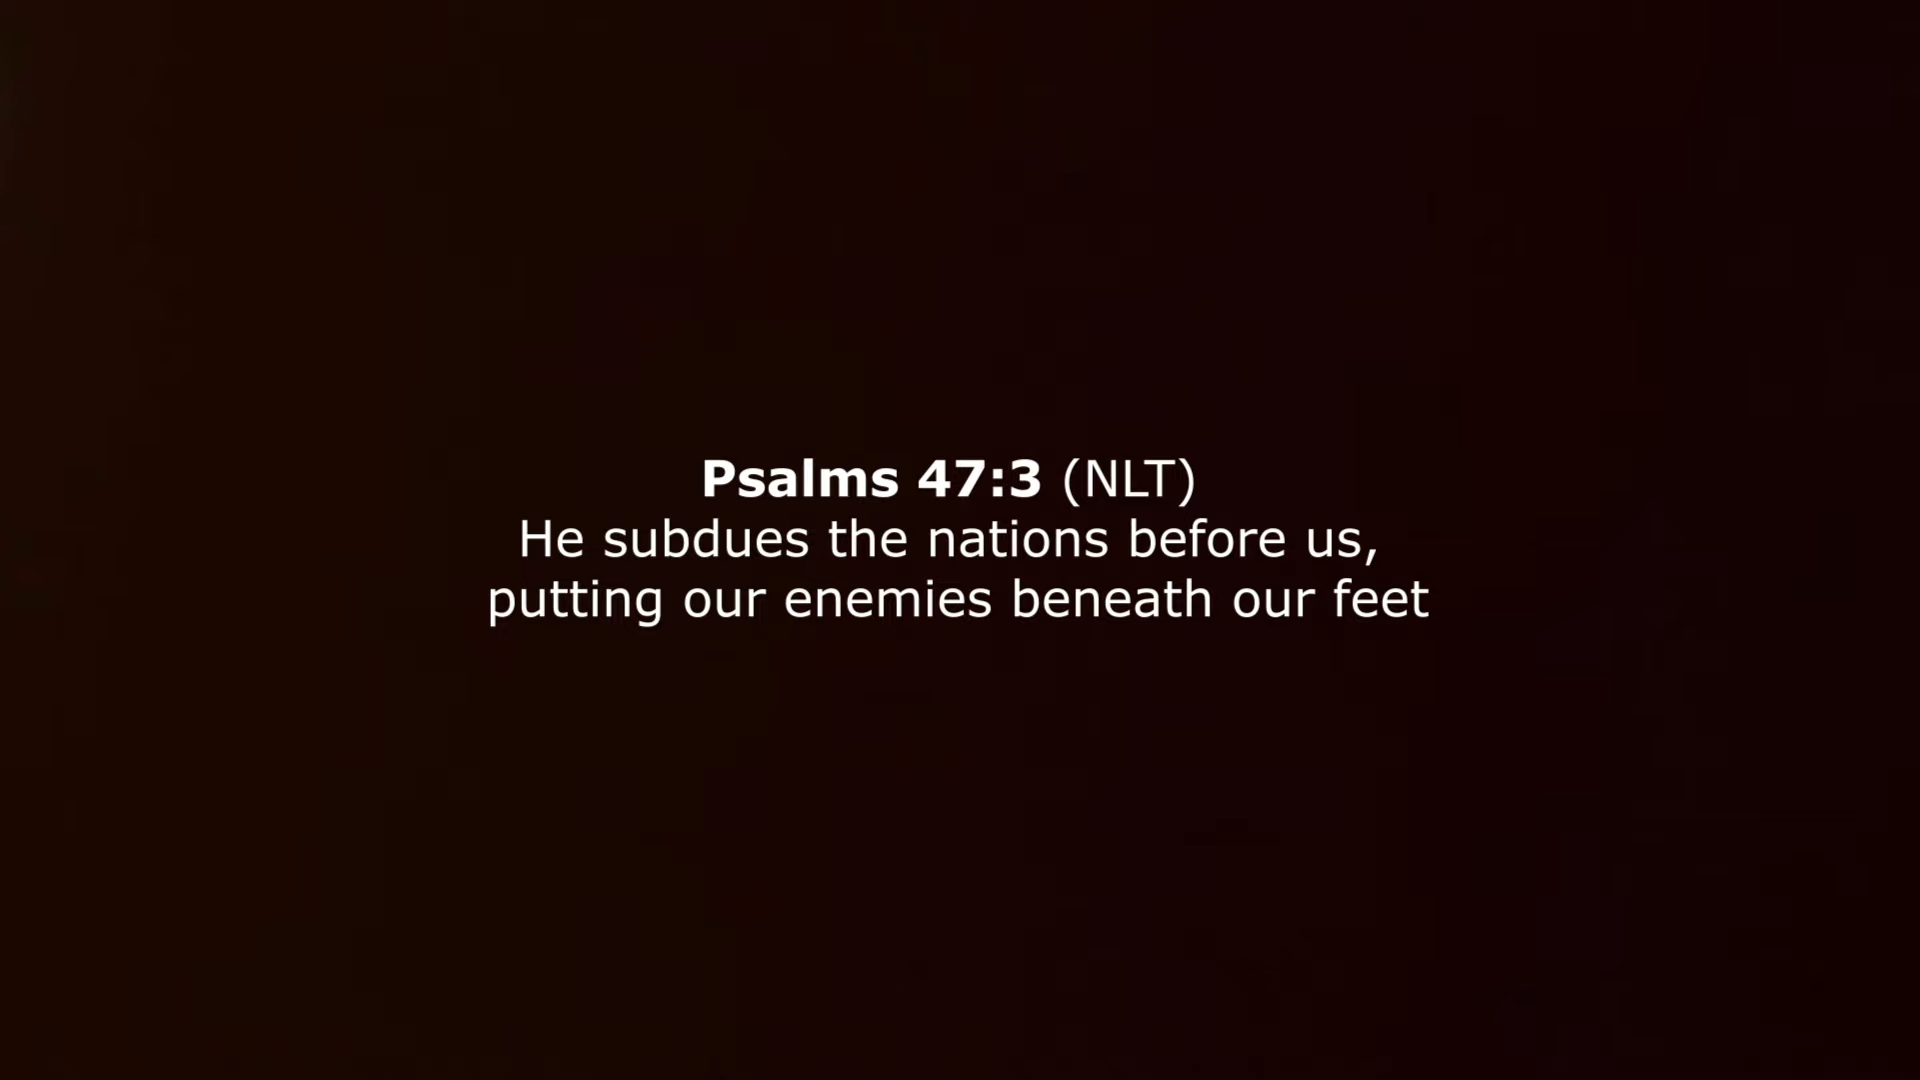 Psalms 47:3 (NLT)
He subdues the nations before us,
putting our enemies beneath our feet